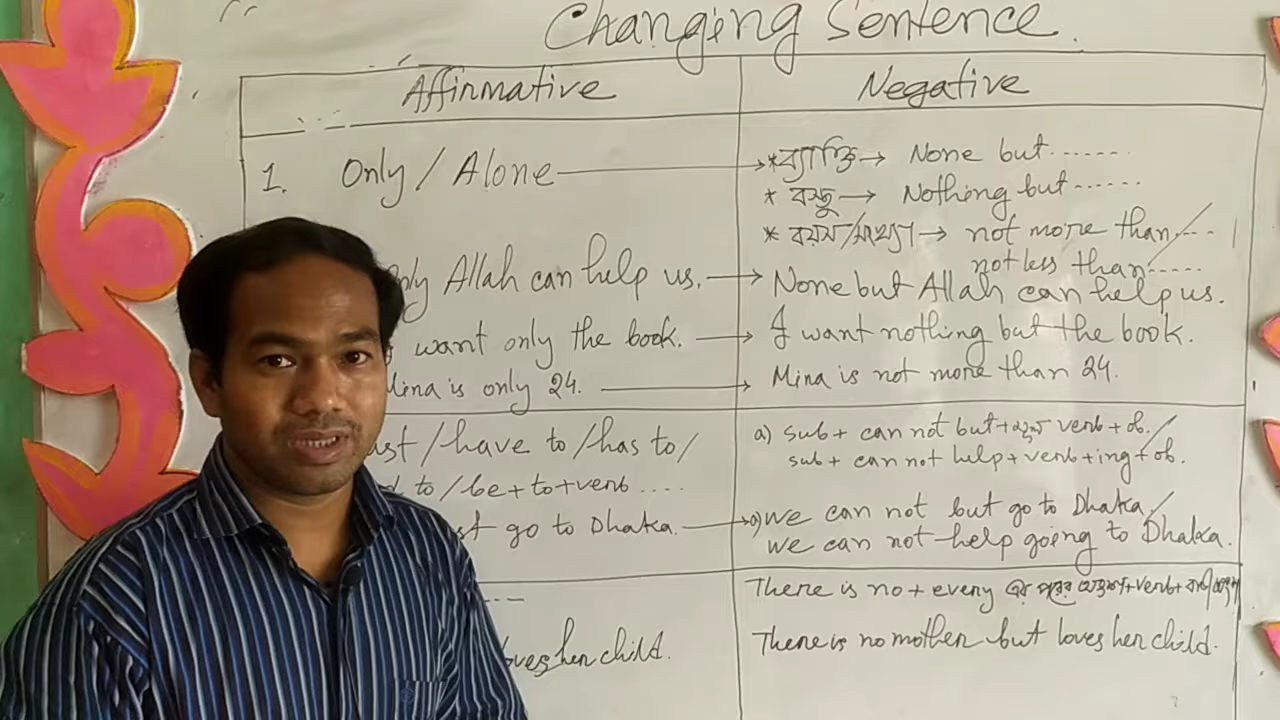 Changing Sentence.
Affirmative
Negative
1. Only / Alone
* ব্যাক্তি → None but.......
* বস্তু → Nothing but......
* বয়স/সংখ্যা → not more than/....
not less than......
Allah can help us. → None but Allah can help us.
want only the book. → I want nothing but the book.
Mina is only 24. → Mina is not more than 24.
/have to /has to/
a) sub+ can not but+মূল verb + ob./
sub + can not help + verb + ing + ob.
to / be + to + verb ....
go to Dhaka. → a) We can not but go to Dhaka/
We can not help going to Dhaka.
There is no + every এর পরের
loves her child.
There is no mother but loves her child.